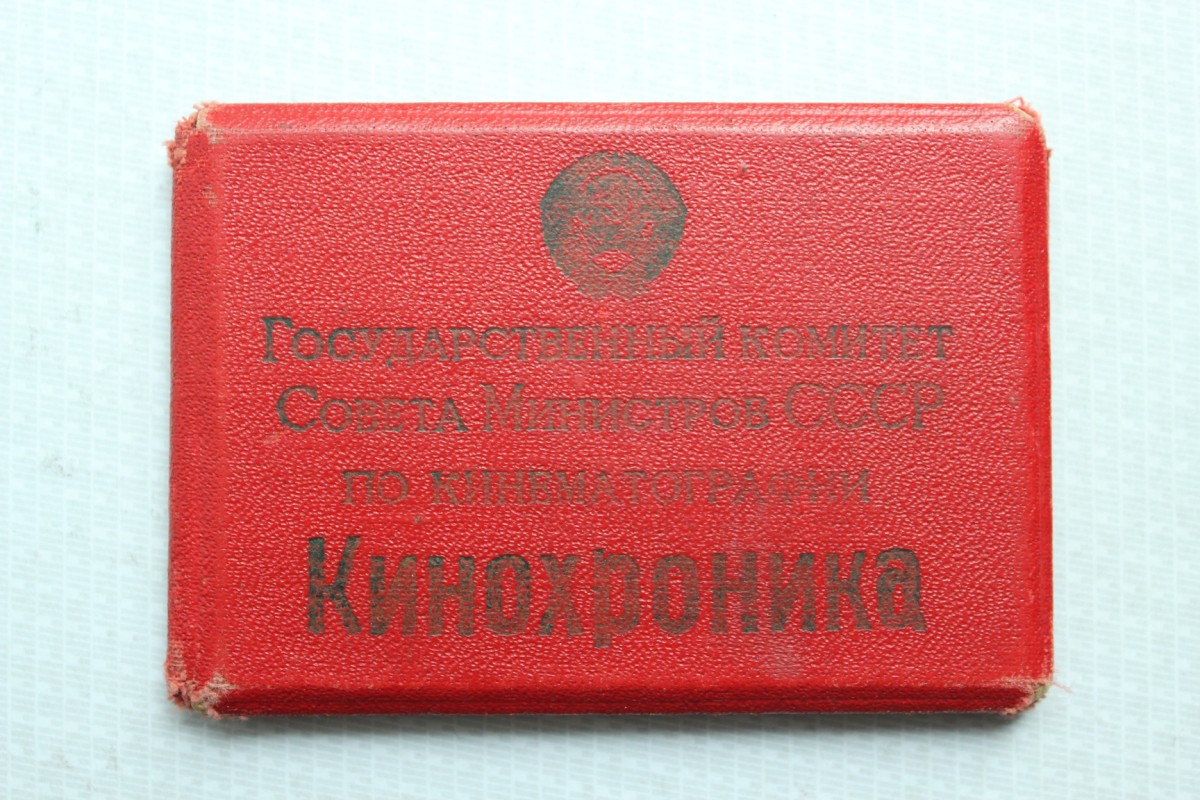 Государственный комитет
Совета Министров СССР
по кинематографии
Кинохроника